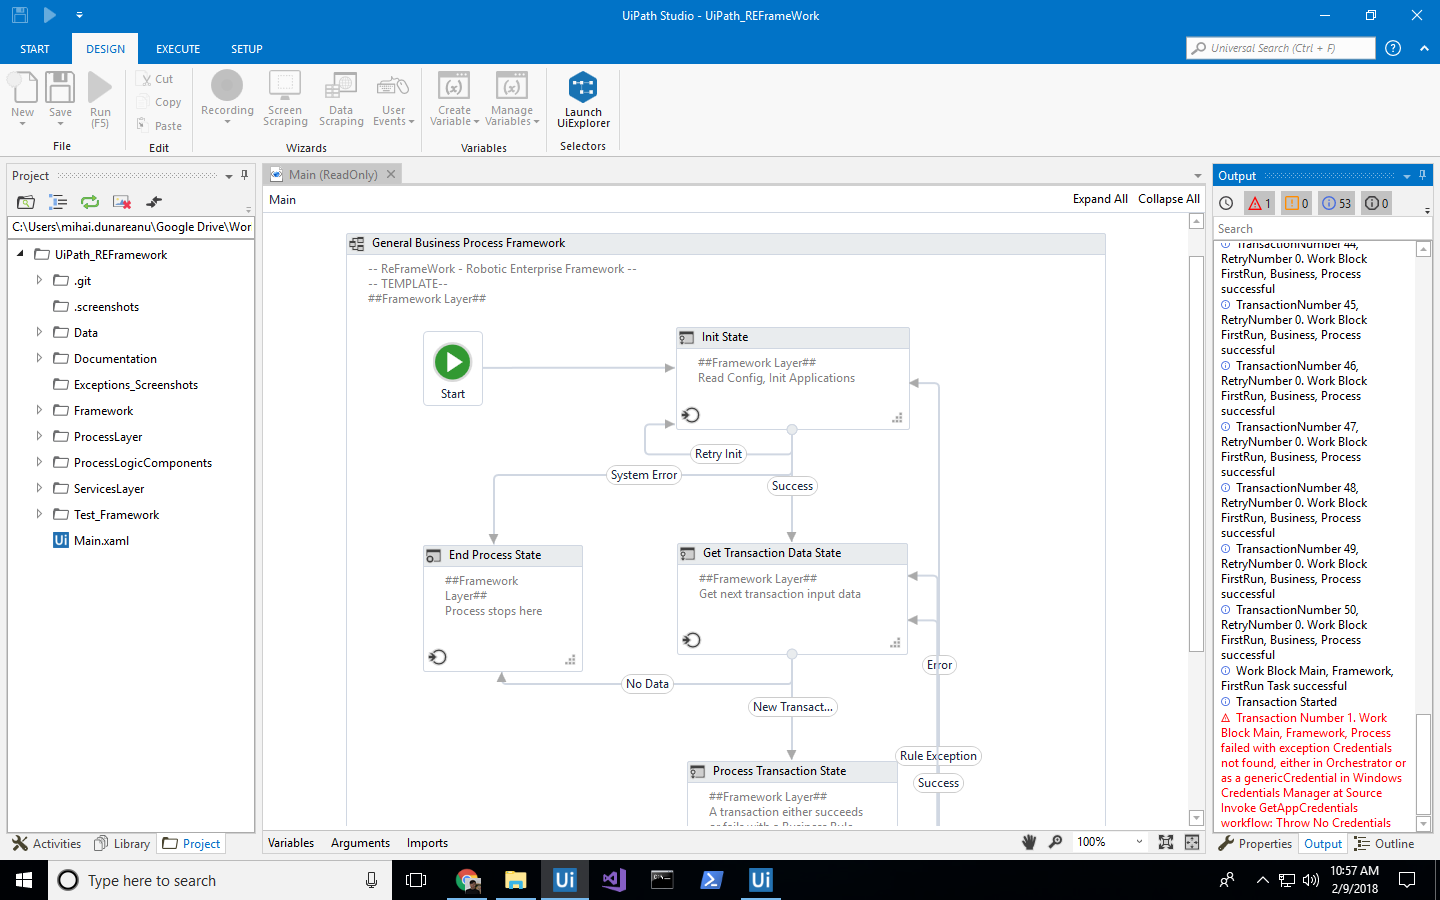 UiPath Studio - UiPath_REFrameWork
START
DESIGN
EXECUTE
SETUP
Universal Search (Ctrl + F)
New
Save
Run
(F5)
File
Cut
Copy
Paste
Edit
Recording
Screen
Scraping
Data
Scraping
User
Events
Wizards
Create
Variable
Manage
Variables
Variables
Launch
UiExplorer
Selectors
Project
C:\Users\mihai.dunareanu\Google Drive\Wor
UiPath_REFramework
.git
.screenshots
Data
Documentation
Exceptions_Screenshots
Framework
ProcessLayer
ProcessLogicComponents
ServicesLayer
Test_Framework
Ui Main.xaml
Activities
Library
Project
Main (ReadOnly)
Main
Expand All
Collapse All
General Business Process Framework
-- ReFrameWork - Robotic Enterprise Framework --
-- TEMPLATE--
##Framework Layer##
Start
Init State
##Framework Layer##
Read Config, Init Applications
Retry Init
System Error
Success
End Process State
##Framework
Layer##
Process stops here
Get Transaction Data State
##Framework Layer##
Get next transaction input data
Error
No Data
New Transact...
Rule Exception
Success
Process Transaction State
##Framework Layer##
A transaction either succeeds
or fails with a Business Rule
Variables
Arguments
Imports
100%
Output
1
0
53
0
Search
TransactionNumber 44,
RetryNumber 0. Work Block
FirstRun, Business, Process
successful
TransactionNumber 45,
RetryNumber 0. Work Block
FirstRun, Business, Process
successful
TransactionNumber 46,
RetryNumber 0. Work Block
FirstRun, Business, Process
successful
TransactionNumber 47,
RetryNumber 0. Work Block
FirstRun, Business, Process
successful
TransactionNumber 48,
RetryNumber 0. Work Block
FirstRun, Business, Process
successful
TransactionNumber 49,
RetryNumber 0. Work Block
FirstRun, Business, Process
successful
TransactionNumber 50,
RetryNumber 0. Work Block
FirstRun, Business, Process
successful
Work Block Main, Framework,
FirstRun Task successful
Transaction Started
Transaction Number 1. Work
Block Main, Framework, Process
failed with exception Credentials
not found, either in Orchestrator or
as a genericCredential in Windows
Credentials Manager at Source
Invoke GetAppCredentials
workflow: Throw No Credentials
Properties
Output
Outline
Type here to search
Ui
Ui
10:57 AM
2/9/2018